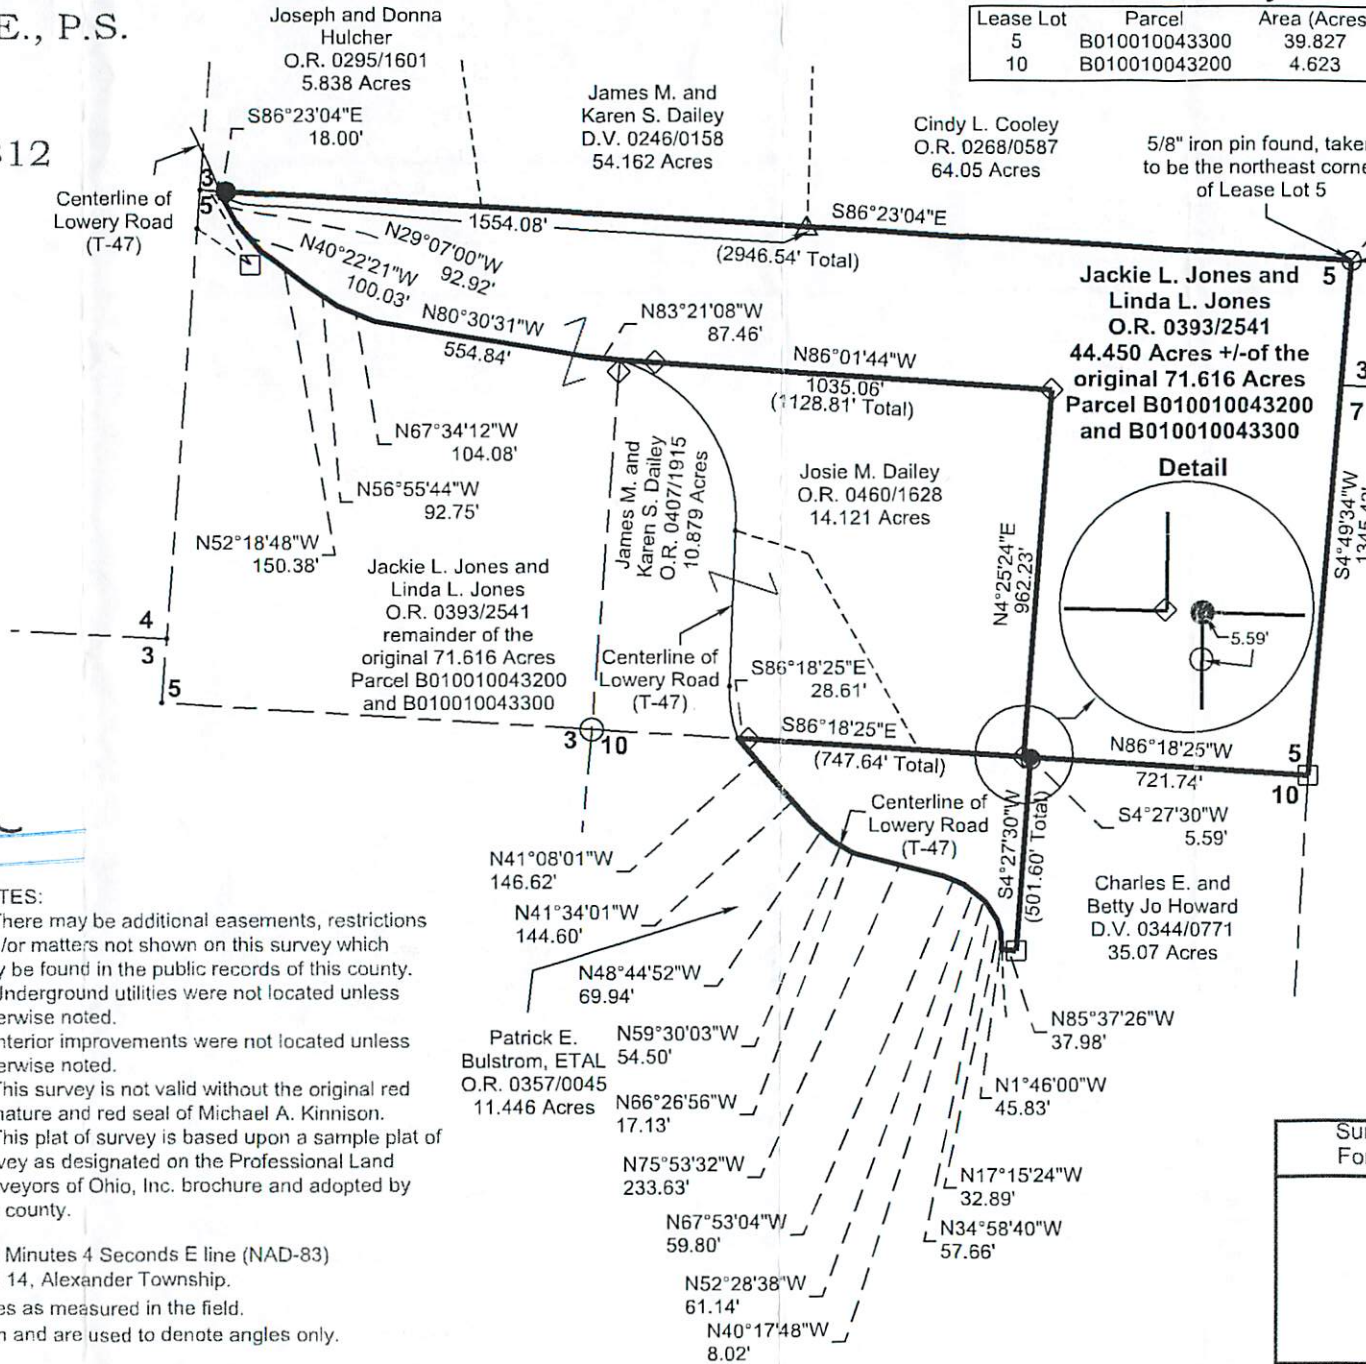 E., P.S.
312
Joseph and Donna
Hulcher
O.R. 0295/1601
5.838 Acres
James M. and
Karen S. Dailey
D.V. 0246/0158
54.162 Acres
Cindy L. Cooley
O.R. 0268/0587
64.05 Acres
Lease Lot Parcel Area (Acres
5 B010010043300 39.827
10 B010010043200 4.623
5/8" iron pin found, taken
to be the northeast corne
of Lease Lot 5
S86°23'04"E
18.00'
Centerline of
Lowery Road
(T-47)
3
5
1554.08'
S86°23'04"E
(2946.54' Total)
N29°07'00"W
92.92'
N40°22'21"W
100.03'
N80°30'31"W
554.84'
N83°21'08"W
87.46'
N86°01'44"W
1035.06'
(1128.81' Total)
5
Jackie L. Jones and
Linda L. Jones
O.R. 0393/2541
44.450 Acres +/-of the
original 71.616 Acres
Parcel B010010043200
and B010010043300
3
7
Detail
5.59'
S4°49'34"W
N67°34'12"W
104.08'
N56°55'44"W
92.75'
N52°18'48"W
150.38'
James M. and
Karen S. Dailey
O.R. 0407/1915
10.879 Acres
Josie M. Dailey
O.R. 0460/1628
14.121 Acres
N4°25'24"E
962.23'
Jackie L. Jones and
Linda L. Jones
O.R. 0393/2541
remainder of the
original 71.616 Acres
Parcel B010010043200
and B010010043300
4
3
5
3 10
Centerline of
Lowery Road
(T-47)
S86°18'25"E
28.61'
S86°18'25"E
(747.64' Total)
N86°18'25"W
721.74'
5
10
S4°27'30"W
5.59'
S4°27'30"W
(501.60' Total)
Centerline of
Lowery Road
(T-47)
Charles E. and
Betty Jo Howard
D.V. 0344/0771
35.07 Acres
N41°08'01"W
146.62'
N41°34'01"W
144.60'
N48°44'52"W
69.94'
Patrick E.
Bulstrom, ETAL
O.R. 0357/0045
11.446 Acres
N59°30'03"W
54.50'
N66°26'56"W
17.13'
N75°53'32"W
233.63'
N67°53'04"W
59.80'
N52°28'38"W
61.14'
N40°17'48"W
8.02'
N85°37'26"W
37.98'
N1°46'00"W
45.83'
N17°15'24"W
32.89'
N34°58'40"W
57.66'
TES:
There may be additional easements, restrictions
/or matters not shown on this survey which
y be found in the public records of this county.
Underground utilities were not located unless
erwise noted.
nterior improvements were not located unless
erwise noted.
This survey is not valid without the original red
nature and red seal of Michael A. Kinnison.
This plat of survey is based upon a sample plat of
vey as designated on the Professional Land
veyors of Ohio, Inc. brochure and adopted by
county.
Minutes 4 Seconds E line (NAD-83)
14, Alexander Township.
es as measured in the field.
n and are used to denote angles only.
Sur
For